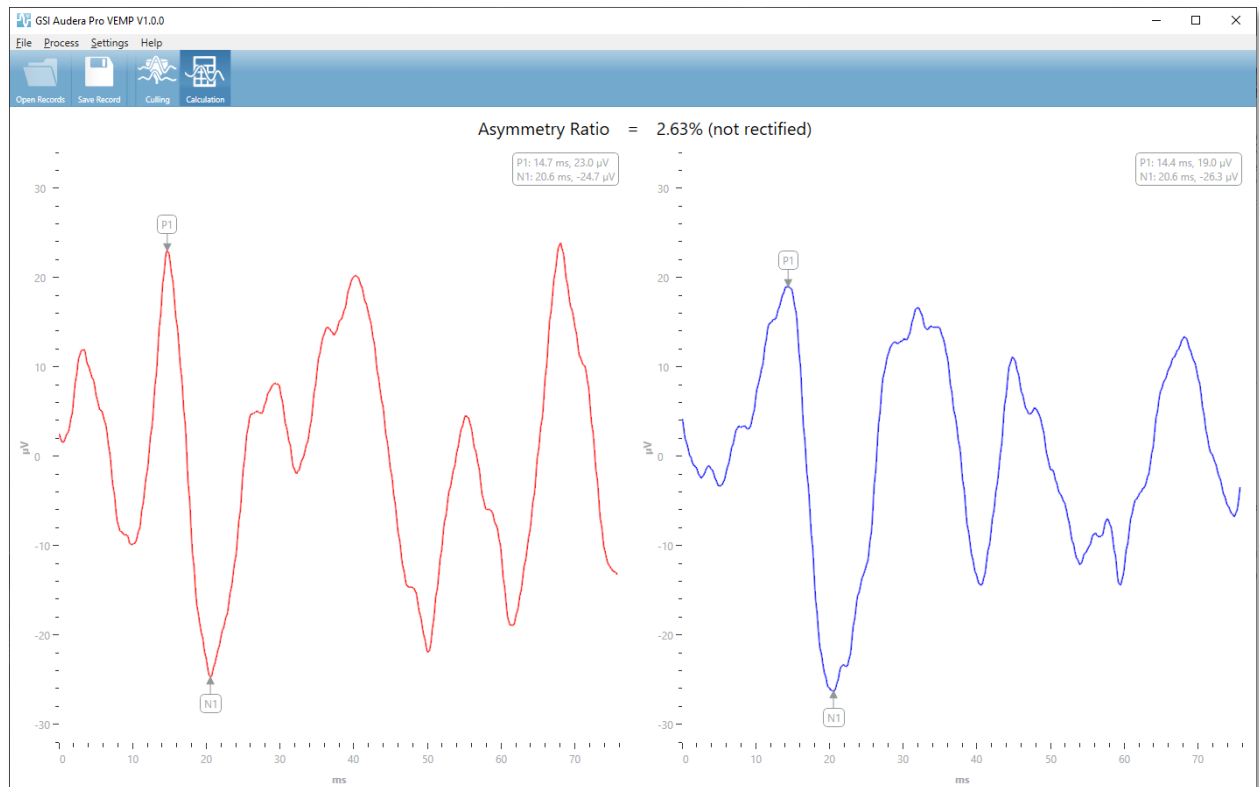 GSI Audera Pro VEMP V1.0.0
File Process Settings Help
Open Records Save Record Culling Calculation
Asymmetry Ratio = 2.63% (not rectified)
P1: 14.7 ms, 23.0 µV
N1: 20.6 ms, -24.7 µV
30
20
10
0
-10
-20
-30
µV
P1
N1
0 10 20 30 40 50 60 70
ms
P1: 14.4 ms, 19.0 µV
N1: 20.6 ms, -26.3 µV
30
20
10
0
-10
-20
-30
µV
P1
N1
0 10 20 30 40 50 60 70
ms